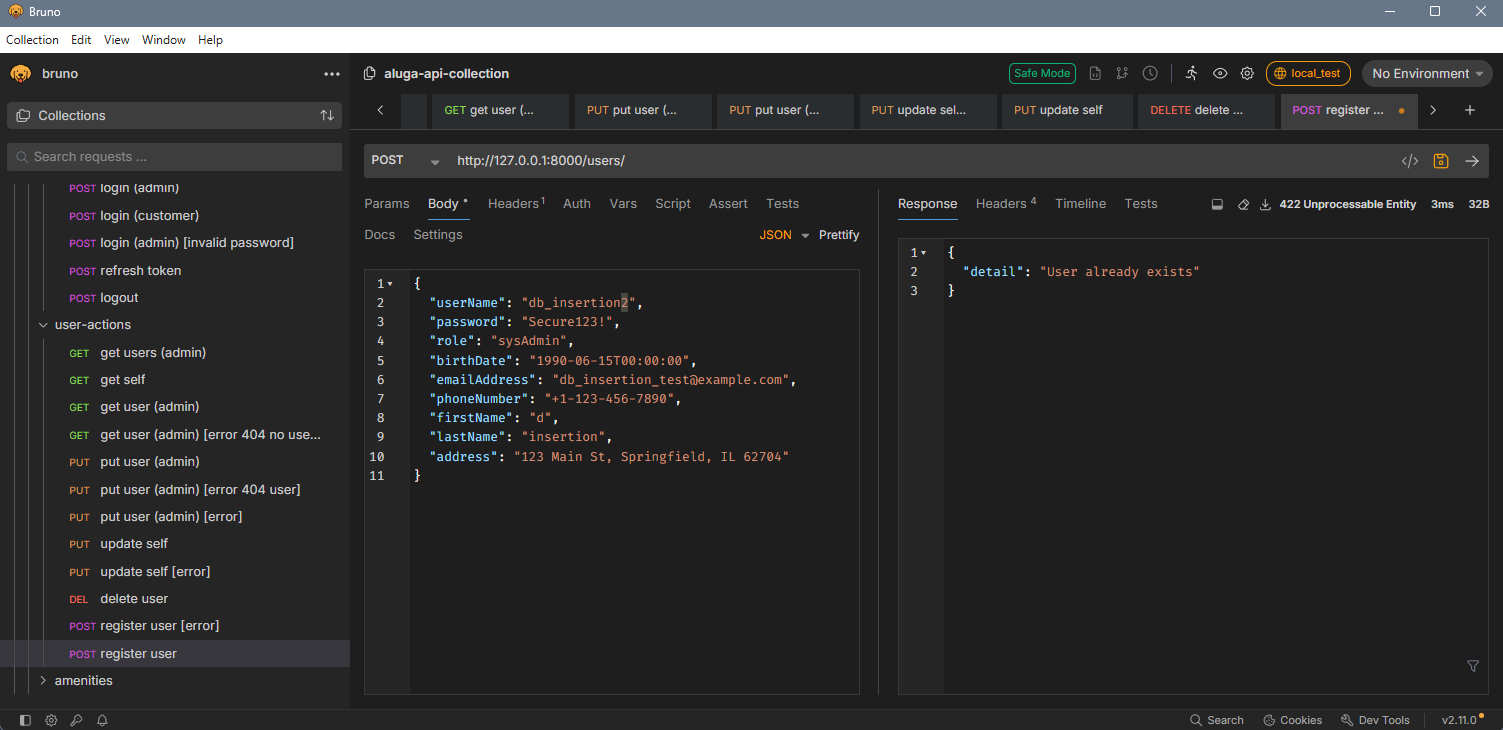 Bruno
Collection Edit View Window Help
bruno
aluga-api-collection
Safe Mode
local_test
No Environment
Collections
GET get user (...
PUT put user (...
PUT put user (...
PUT update sel...
PUT update self
DELETE delete ...
POST register ...
Search requests ...
POST http://127.0.0.1:8000/users/
POST login (admin)
POST login (customer)
POST login (admin) [invalid password]
POST refresh token
POST logout
user-actions
GET get users (admin)
GET get self
GET get user (admin)
GET get user (admin) [error 404 no use...
PUT put user (admin)
PUT put user (admin) [error 404 user]
PUT put user (admin) [error]
PUT update self
PUT update self [error]
DEL delete user
POST register user [error]
POST register user
amenities
Params Body Headers1 Auth Vars Script Assert Tests
Docs Settings
JSON Prettify
1 {
2 "userName": "db_insertion2",
3 "password": "Secure123!",
4 "role": "sysAdmin",
5 "birthDate": "1990-06-15T00:00:00",
6 "emailAddress": "db_insertion_test@example.com",
7 "phoneNumber": "+1-123-456-7890",
8 "firstName": "d",
9 "lastName": "insertion",
10 "address": "123 Main St, Springfield, IL 62704"
11 }
Response Headers4 Timeline Tests
422 Unprocessable Entity 3ms 32B
1 {
2 "detail": "User already exists"
3 }
Search Cookies Dev Tools v2.11.0